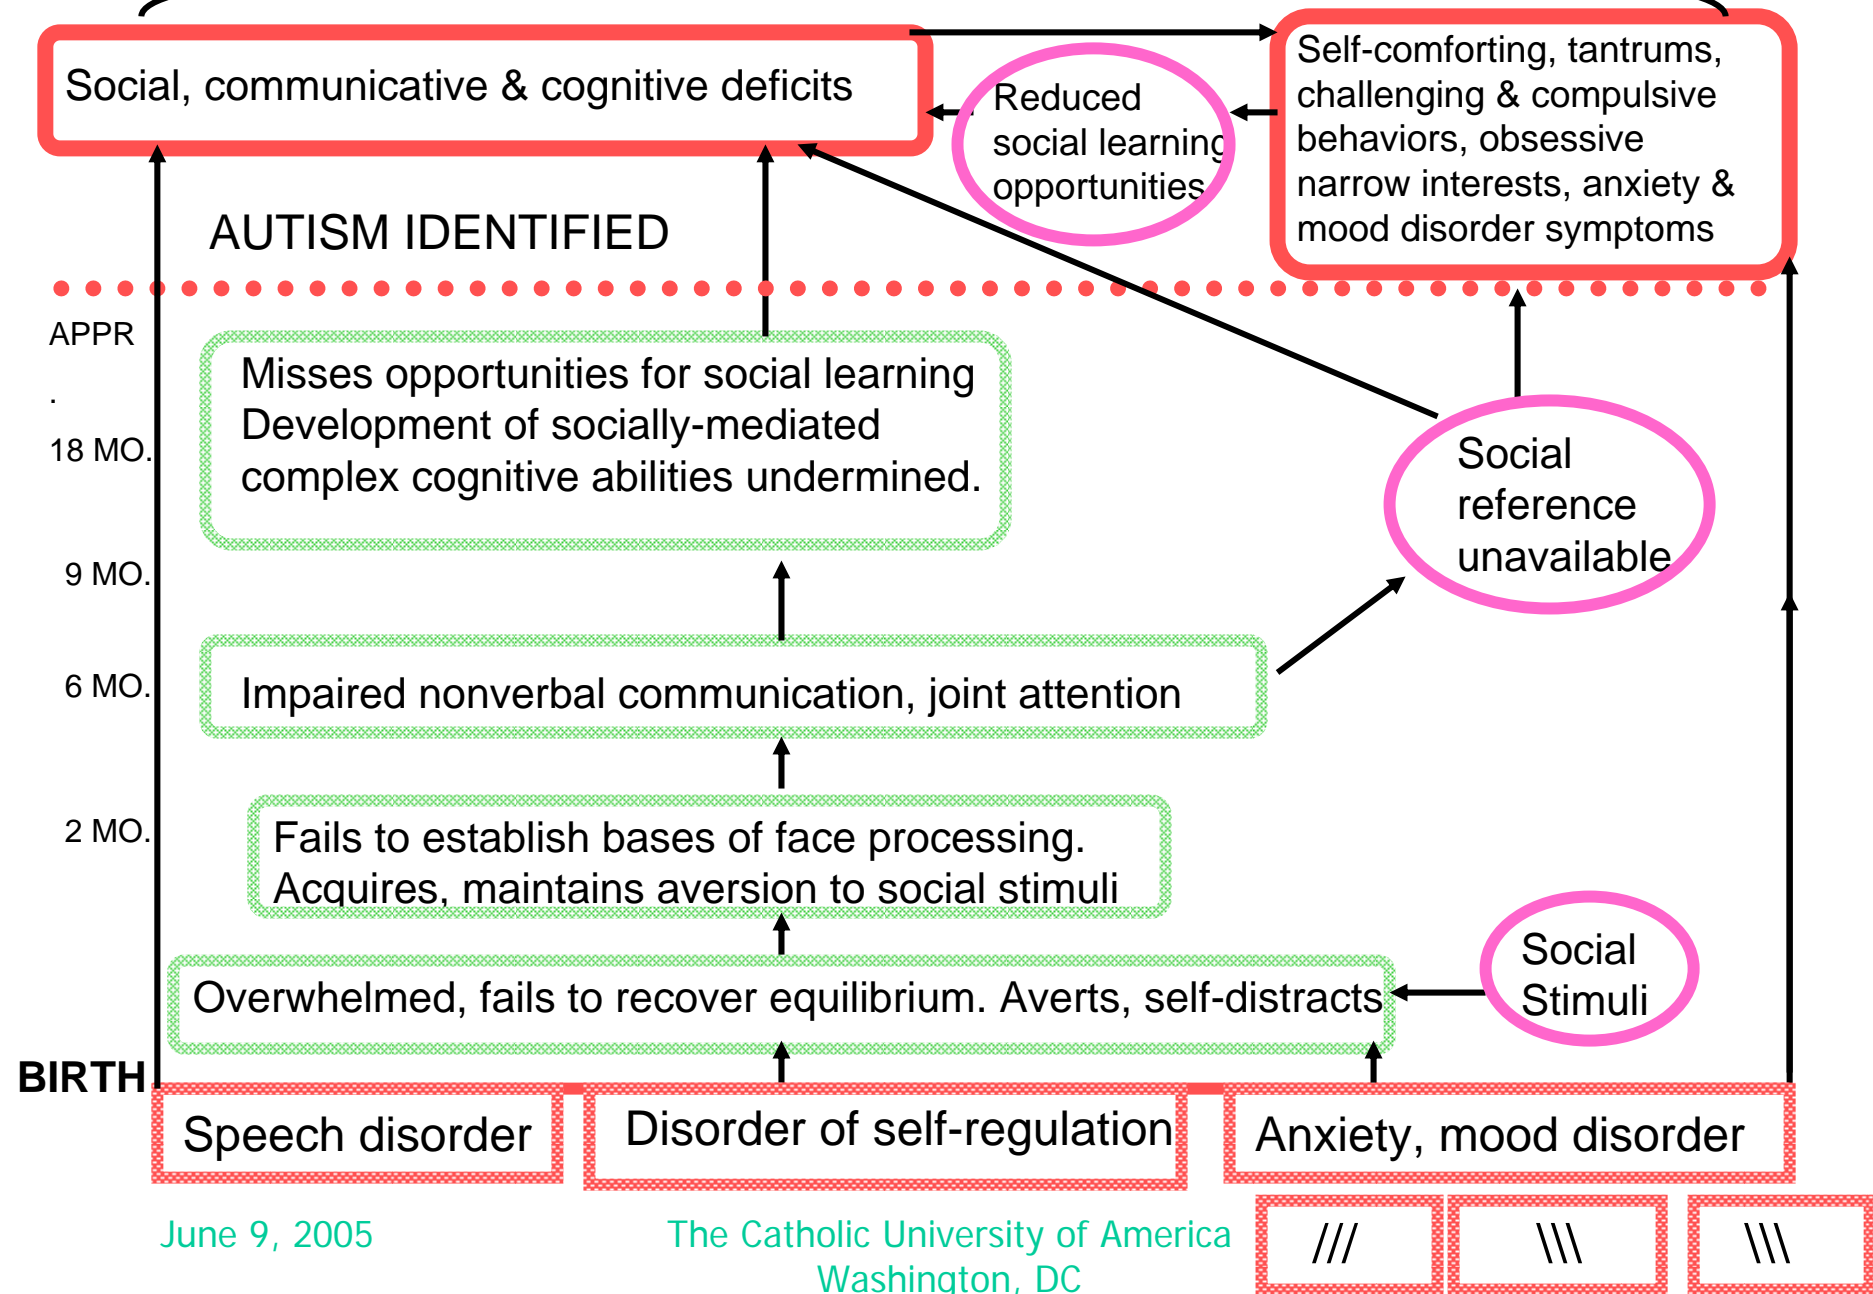 Social, communicative & cognitive deficits
Reduced
social learning
opportunities
Self-comforting, tantrums,
challenging & compulsive
behaviors, obsessive
narrow interests, anxiety &
mood disorder symptoms
AUTISM IDENTIFIED
APPR
.
18 MO.
Misses opportunities for social learning
Development of socially-mediated
complex cognitive abilities undermined.
Social
reference
unavailable
9 MO.
6 MO.
Impaired nonverbal communication, joint attention
2 MO.
Fails to establish bases of face processing.
Acquires, maintains aversion to social stimuli
Overwhelmed, fails to recover equilibrium. Averts, self-distracts
Social
Stimuli
BIRTH
Speech disorder
Disorder of self-regulation
Anxiety, mood disorder
June 9, 2005
The Catholic University of America
Washington, DC
///
\\\
\\\